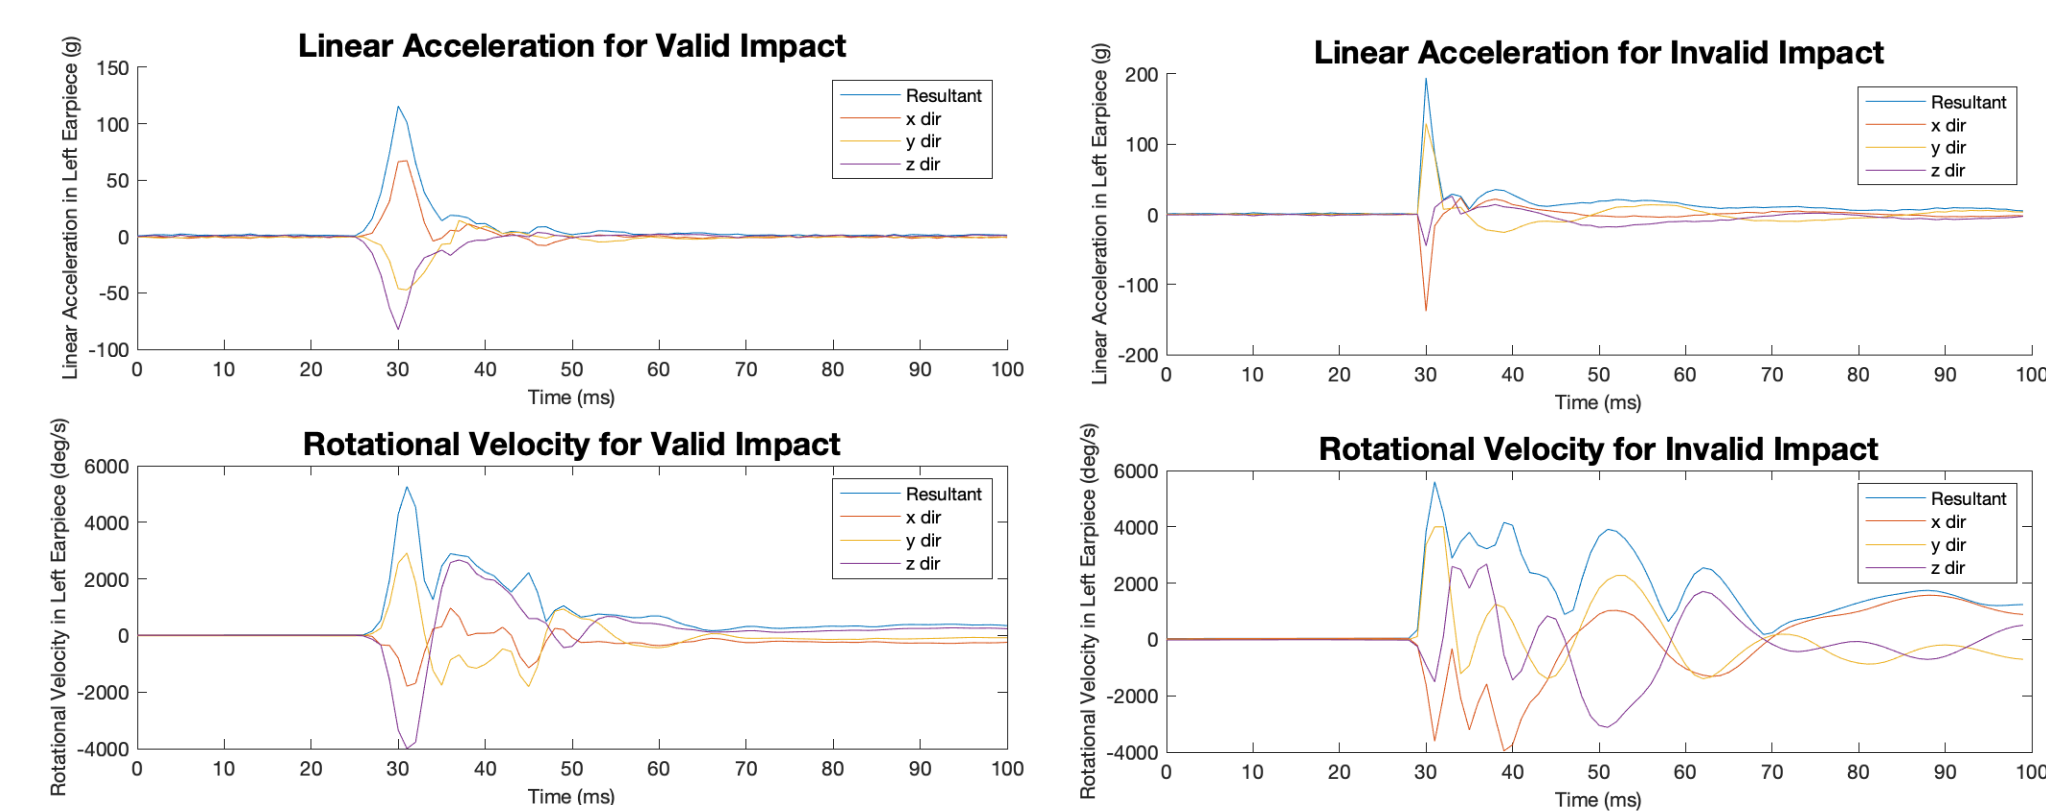 Linear Acceleration for Valid Impact
Linear Acceleration in Left Earpiece (g)
150
100
50
0
-50
-100
0 10 20 30 40 50 60 70 80 90 100
Time (ms)
Resultant
x dir
y dir
z dir
Linear Acceleration for Invalid Impact
Linear Acceleration in Left Earpiece (g)
200
100
0
-100
-200
0 10 20 30 40 50 60 70 80 90 100
Time (ms)
Resultant
x dir
y dir
z dir
Rotational Velocity for Valid Impact
Rotational Velocity in Left Earpiece (deg/s)
6000
4000
2000
0
-2000
-4000
0 10 20 30 40 50 60 70 80 90 100
Time (ms)
Resultant
x dir
y dir
z dir
Rotational Velocity for Invalid Impact
Rotational Velocity in Left Earpiece (deg/s)
6000
4000
2000
0
-2000
-4000
0 10 20 30 40 50 60 70 80 90 100
Time (ms)
Resultant
x dir
y dir
z dir